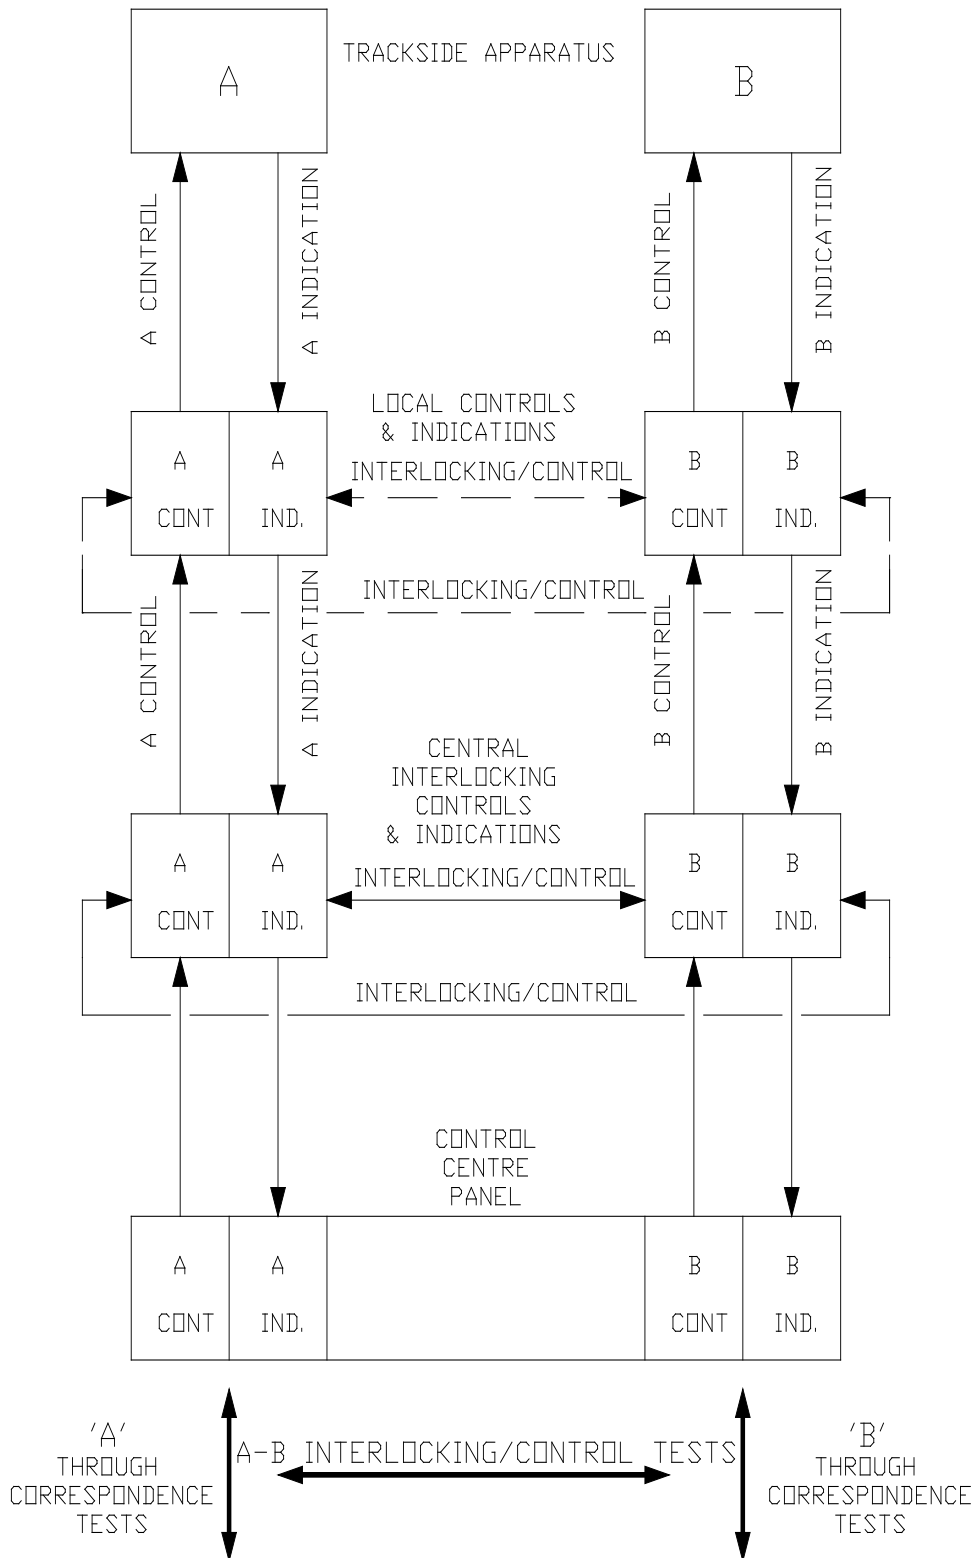 TRACKSIDE APPARATUS
A
B
A CONTROL
A INDICATION
B CONTROL
B INDICATION
LOCAL CONTROLS
& INDICATIONS
INTERLOCKING/CONTROL
A
CONT
A
IND.
B
CONT
B
IND.
INTERLOCKING/CONTROL
A CONTROL
A INDICATION
B CONTROL
B INDICATION
CENTRAL
INTERLOCKING
CONTROLS
& INDICATIONS
INTERLOCKING/CONTROL
A
CONT
A
IND.
B
CONT
B
IND.
INTERLOCKING/CONTROL
CONTROL
CENTRE
PANEL
A
CONT
A
IND.
B
CONT
B
IND.
'A'
THROUGH
CORRESPONDENCE
TESTS
A-B INTERLOCKING/CONTROL TESTS
'B'
THROUGH
CORRESPONDENCE
TESTS